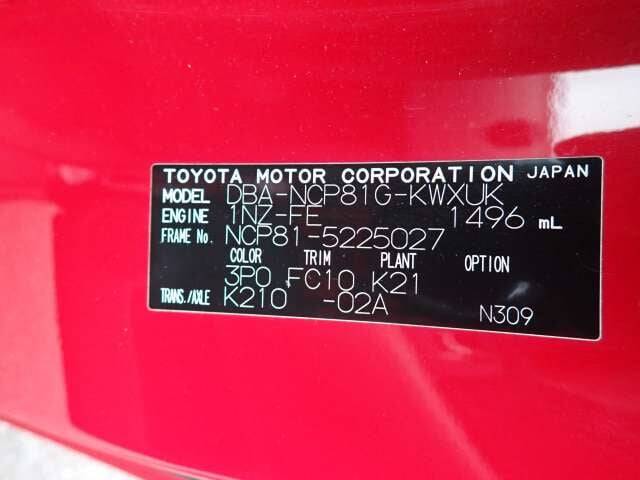 TOYOTA MOTOR CORPORATION JAPAN
MODEL DBA-NCP81G-KWXUK
ENGINE 1NZ-FE 1496 mL
FRAME No. NCP81-5225027
COLOR TRIM PLANT OPTION
3P0 FC10 K21
TRANS./AXLE K210 -02A
N309